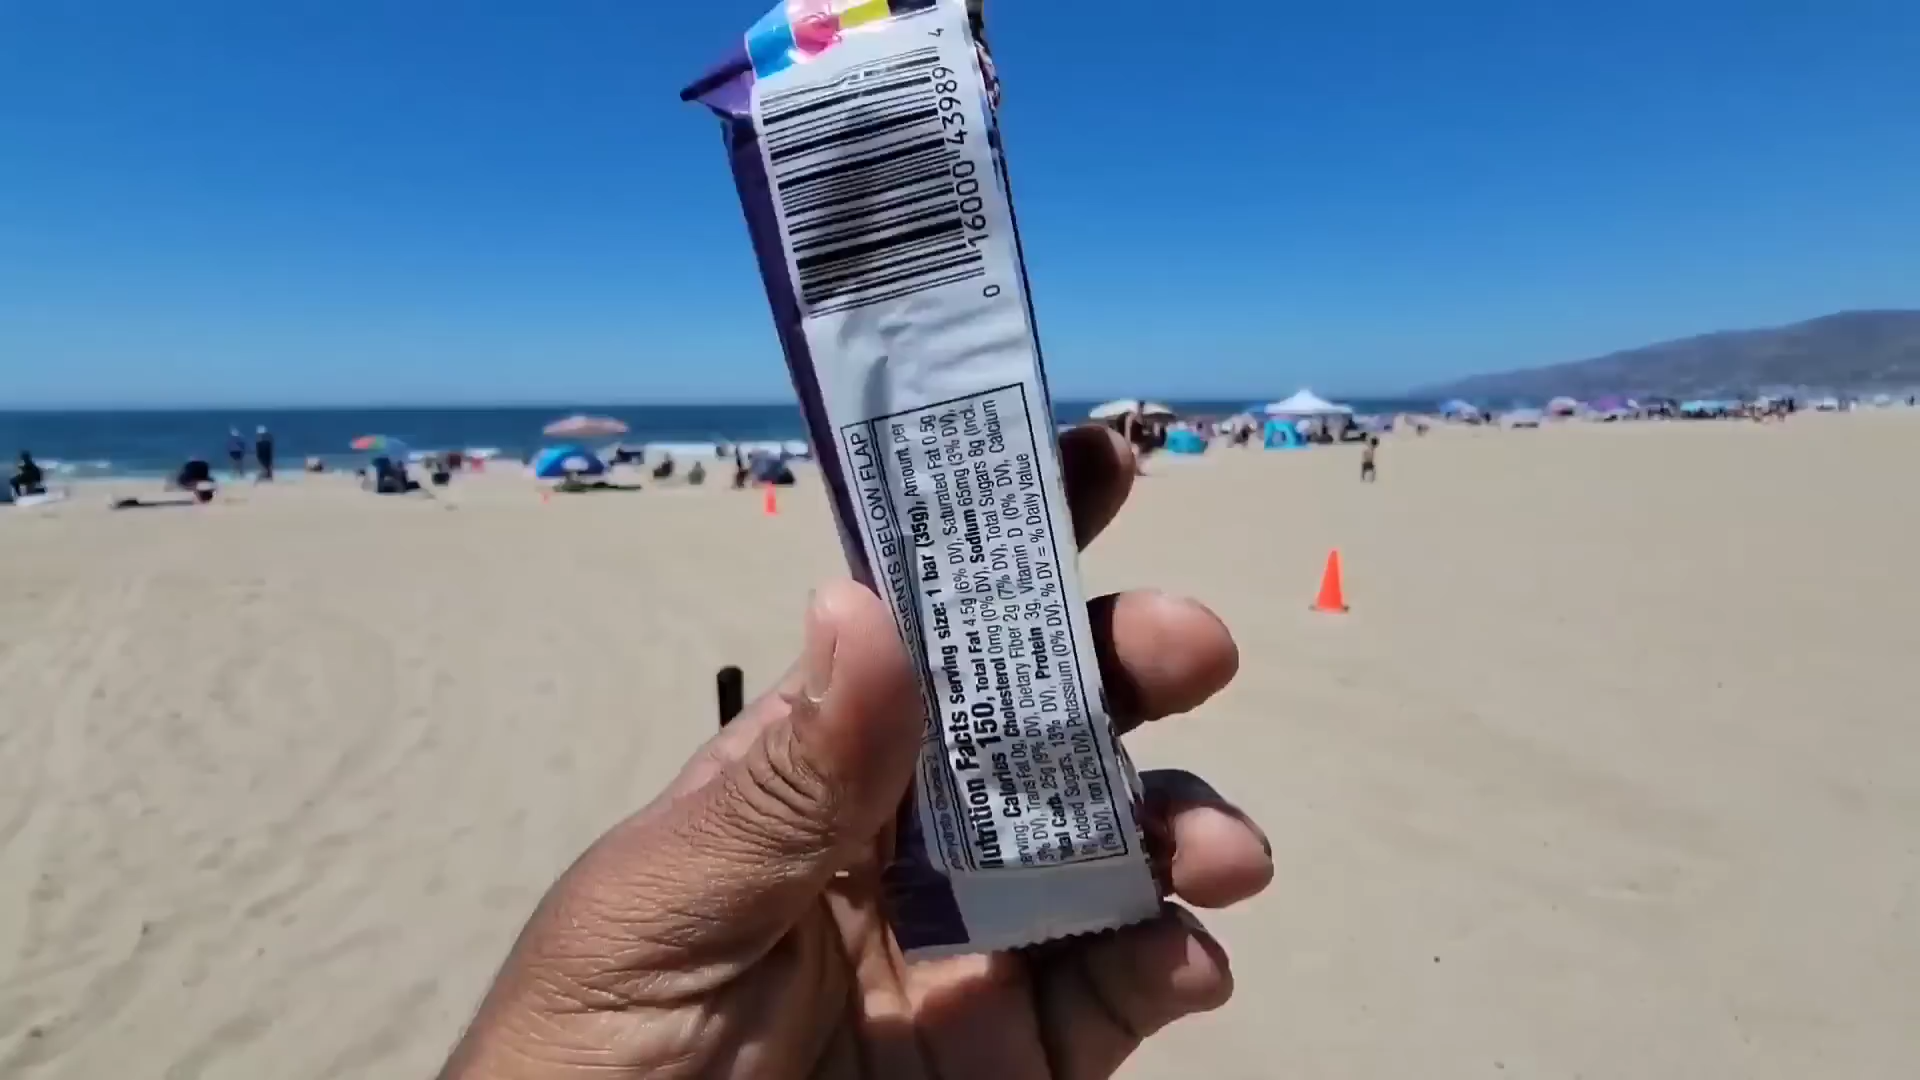 0 16000 43989 4
INGREDIENTS BELOW FLAP
Nutrition Facts serving size: 1 bar (35g), Amount per
serving: Calories 150, Total Fat 4.5g (6% DV), Saturated Fat 0.5g
(3% DV), Trans Fat 0g, Cholesterol 0mg (0% DV), Sodium 65mg (3% DV),
Total Carb. 25g (9% DV), Dietary Fiber 2g (7% DV), Total Sugars 8g (Incl.
Added Sugars, 13% DV), Protein 3g, Vitamin D (0% DV), Calcium
(% DV), Iron (2% DV), Potassium (0% DV). % DV = % Daily Value